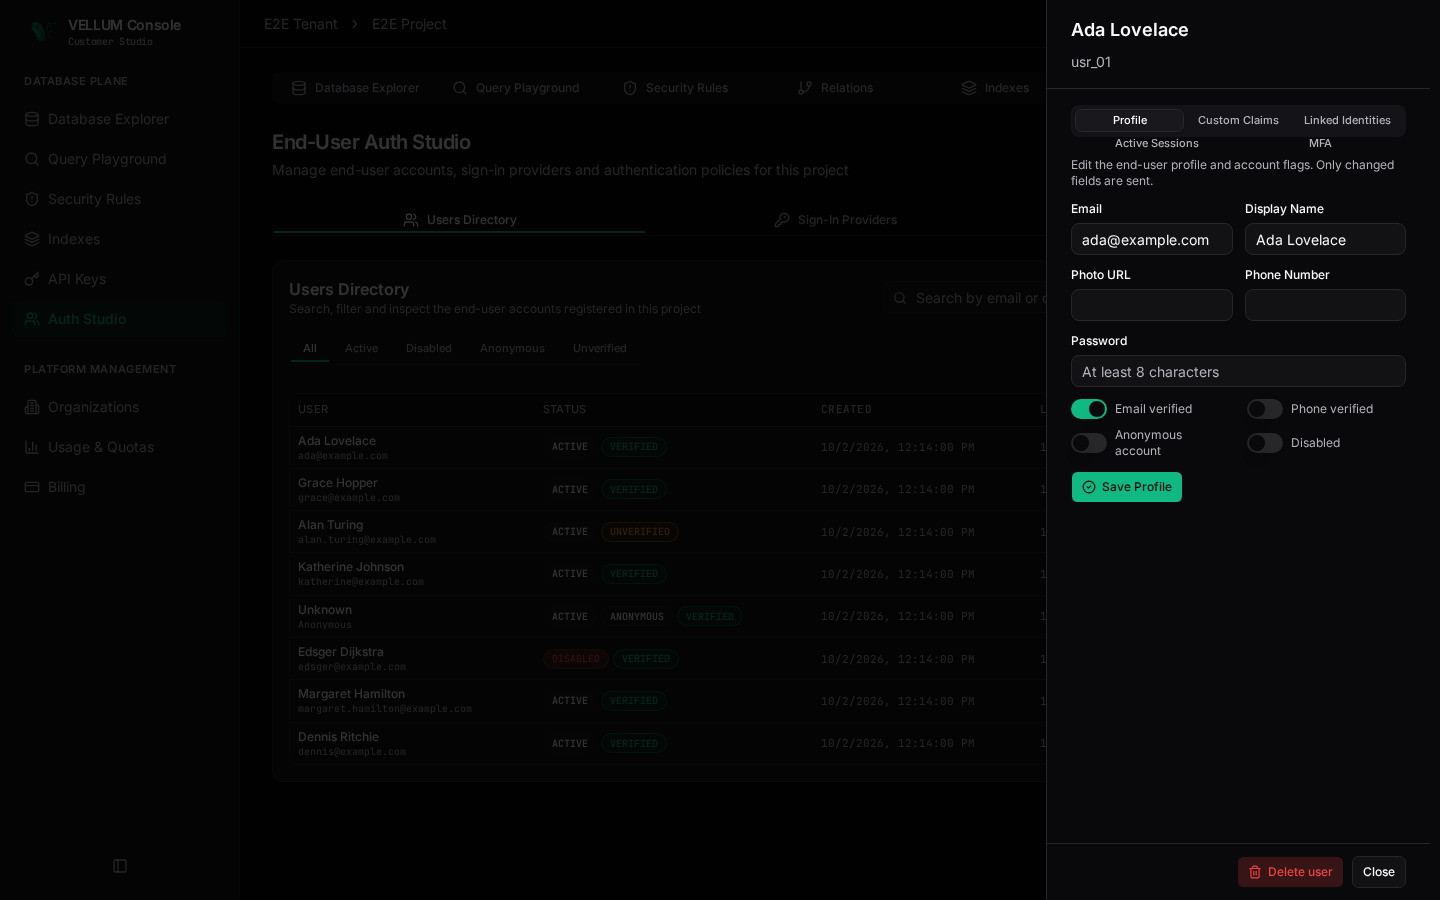 VELLUM Console
Customer Studio
DATABASE PLANE
Database Explorer
Query Playground
Security Rules
Indexes
API Keys
Auth Studio
PLATFORM MANAGEMENT
Organizations
Usage & Quotas
Billing
E2E Tenant > E2E Project
Database Explorer Query Playground Security Rules Relations Indexes
End-User Auth Studio
Manage end-user accounts, sign-in providers and authentication policies for this project
Users Directory Sign-In Providers
Users Directory
Search, filter and inspect the end-user accounts registered in this project
Search by email or
All Active Disabled Anonymous Unverified
USER STATUS CREATED
Ada Lovelace
ada@example.com
ACTIVE VERIFIED 10/2/2026, 12:14:00 PM
Grace Hopper
grace@example.com
ACTIVE VERIFIED 10/2/2026, 12:14:00 PM
Alan Turing
alan.turing@example.com
ACTIVE UNVERIFIED 10/2/2026, 12:14:00 PM
Katherine Johnson
katherine@example.com
ACTIVE VERIFIED 10/2/2026, 12:14:00 PM
Unknown
Anonymous
ACTIVE ANONYMOUS VERIFIED 10/2/2026, 12:14:00 PM
Edsger Dijkstra
edsger@example.com
DISABLED VERIFIED 10/2/2026, 12:14:00 PM
Margaret Hamilton
margaret.hamilton@example.com
ACTIVE VERIFIED 10/2/2026, 12:14:00 PM
Dennis Ritchie
dennis@example.com
ACTIVE VERIFIED 10/2/2026, 12:14:00 PM
Ada Lovelace
usr_01
Profile Custom Claims Linked Identities
Active Sessions MFA
Edit the end-user profile and account flags. Only changed
fields are sent.
Email Display Name
ada@example.com Ada Lovelace
Photo URL Phone Number
Password
At least 8 characters
Email verified Phone verified
Anonymous
account
Disabled
Save Profile
Delete user Close